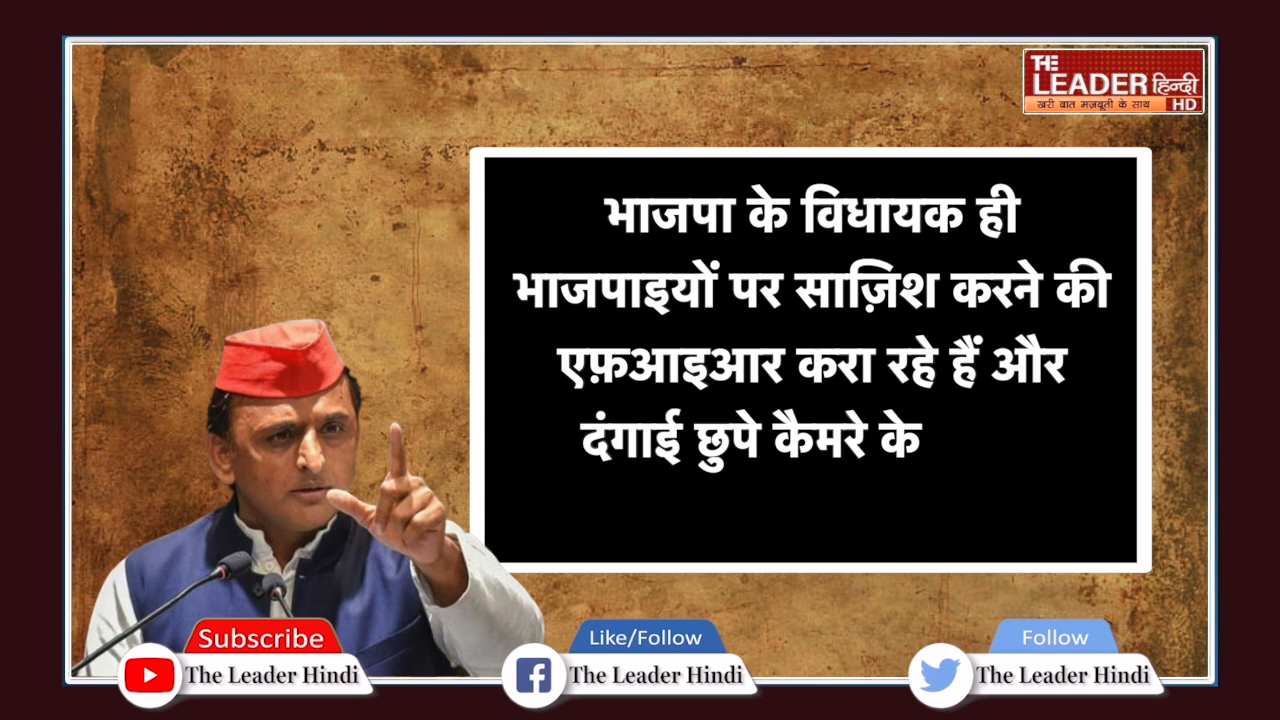 THE
LEADER हिन्दी
खरी बात मज़बूती के साथ HD
भाजपा के विधायक ही
भाजपाइयों पर साज़िश करने की
एफ़आइआर करा रहे हैं और
दंगाई छुपे कैमरे के
Subscribe
The Leader Hindi
Like/Follow
The Leader Hindi
Follow
The Leader Hindi